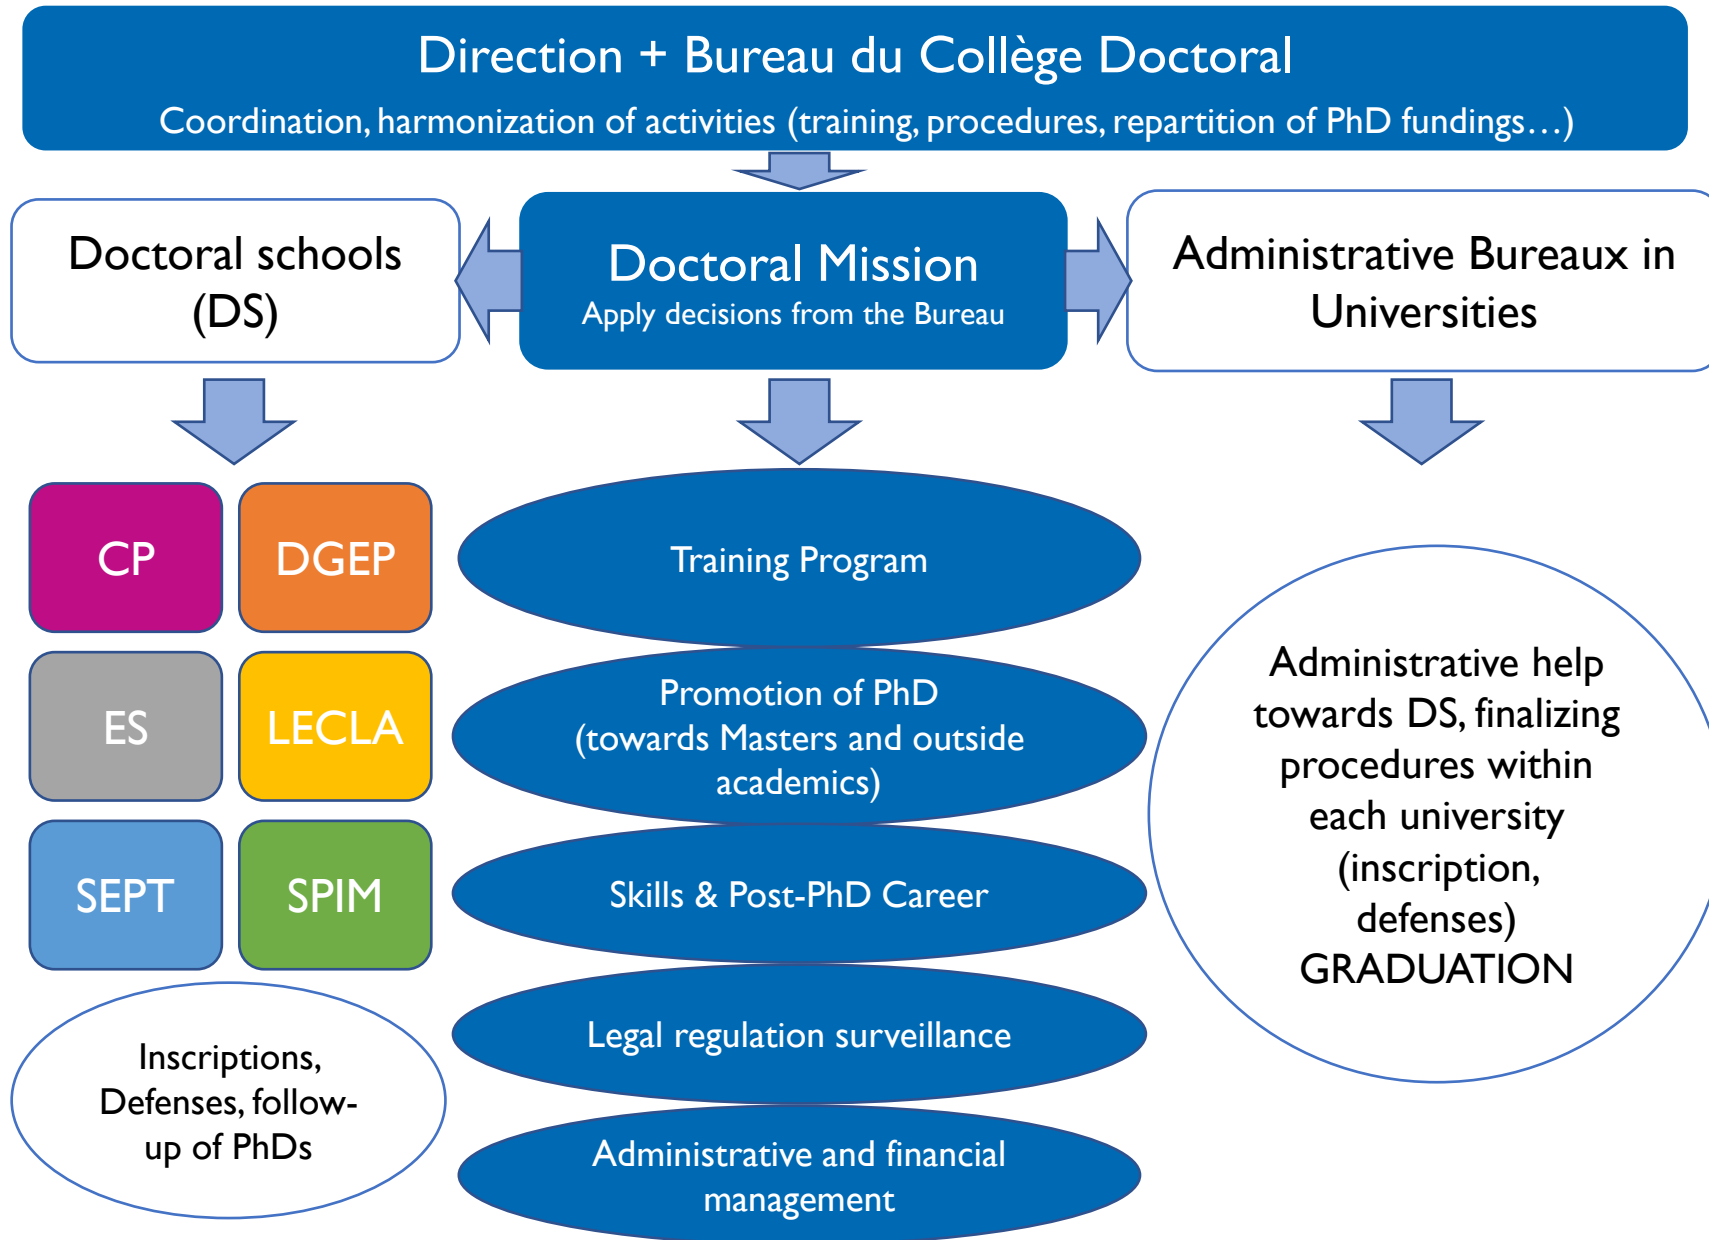 Direction + Bureau du Collège Doctoral
Coordination, harmonization of activities (training, procedures, repartition of PhD fundings…)
Doctoral schools
(DS)
Doctoral Mission
Apply decisions from the Bureau
Administrative Bureaux in
Universities
CP
DGEP
ES
LECLA
SEPT
SPIM
Inscriptions,
Defenses, follow-
up of PhDs
Training Program
Promotion of PhD
(towards Masters and outside
academics)
Skills & Post-PhD Career
Legal regulation surveillance
Administrative and financial
management
Administrative help
towards DS, finalizing
procedures within
each university
(inscription,
defenses)
GRADUATION